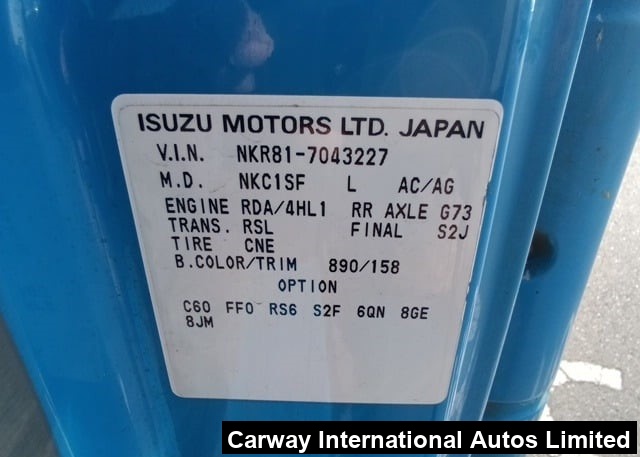 ISUZU MOTORS LTD. JAPAN
V.I.N. NKR81-7043227
M.D. NKC1SF L AC/AG
ENGINE RDA/4HL1 RR AXLE G73
TRANS. RSL FINAL S2J
TIRE CNE
B.COLOR/TRIM 890/158
OPTION
C60 FF0 RS6 S2F 6QN 8GE
8JM
Carway International Autos Limited